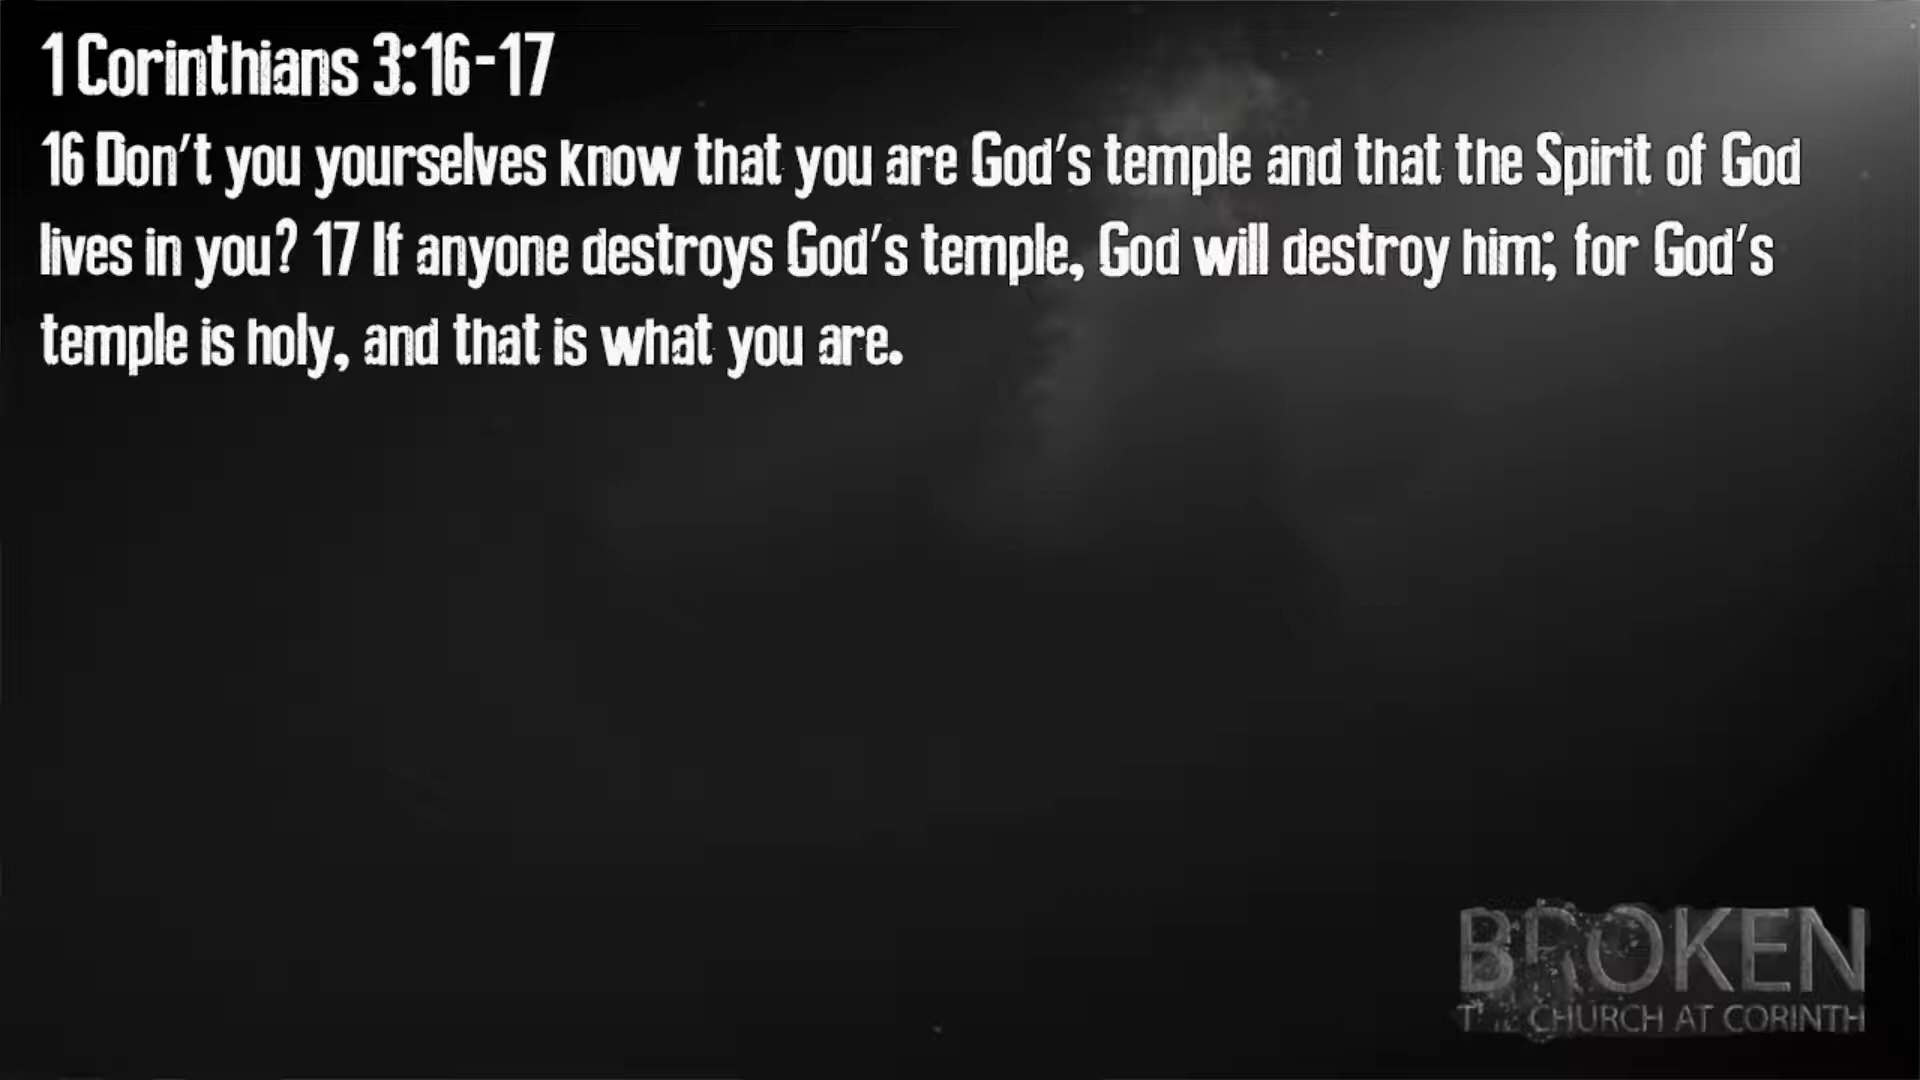 1 Corinthians 3:16-17
16 Don't you yourselves know that you are God's temple and that the Spirit of God
lives in you? 17 If anyone destroys God's temple, God will destroy him; for God's
temple is holy, and that is what you are.
BROKEN
THE CHURCH AT CORINTH